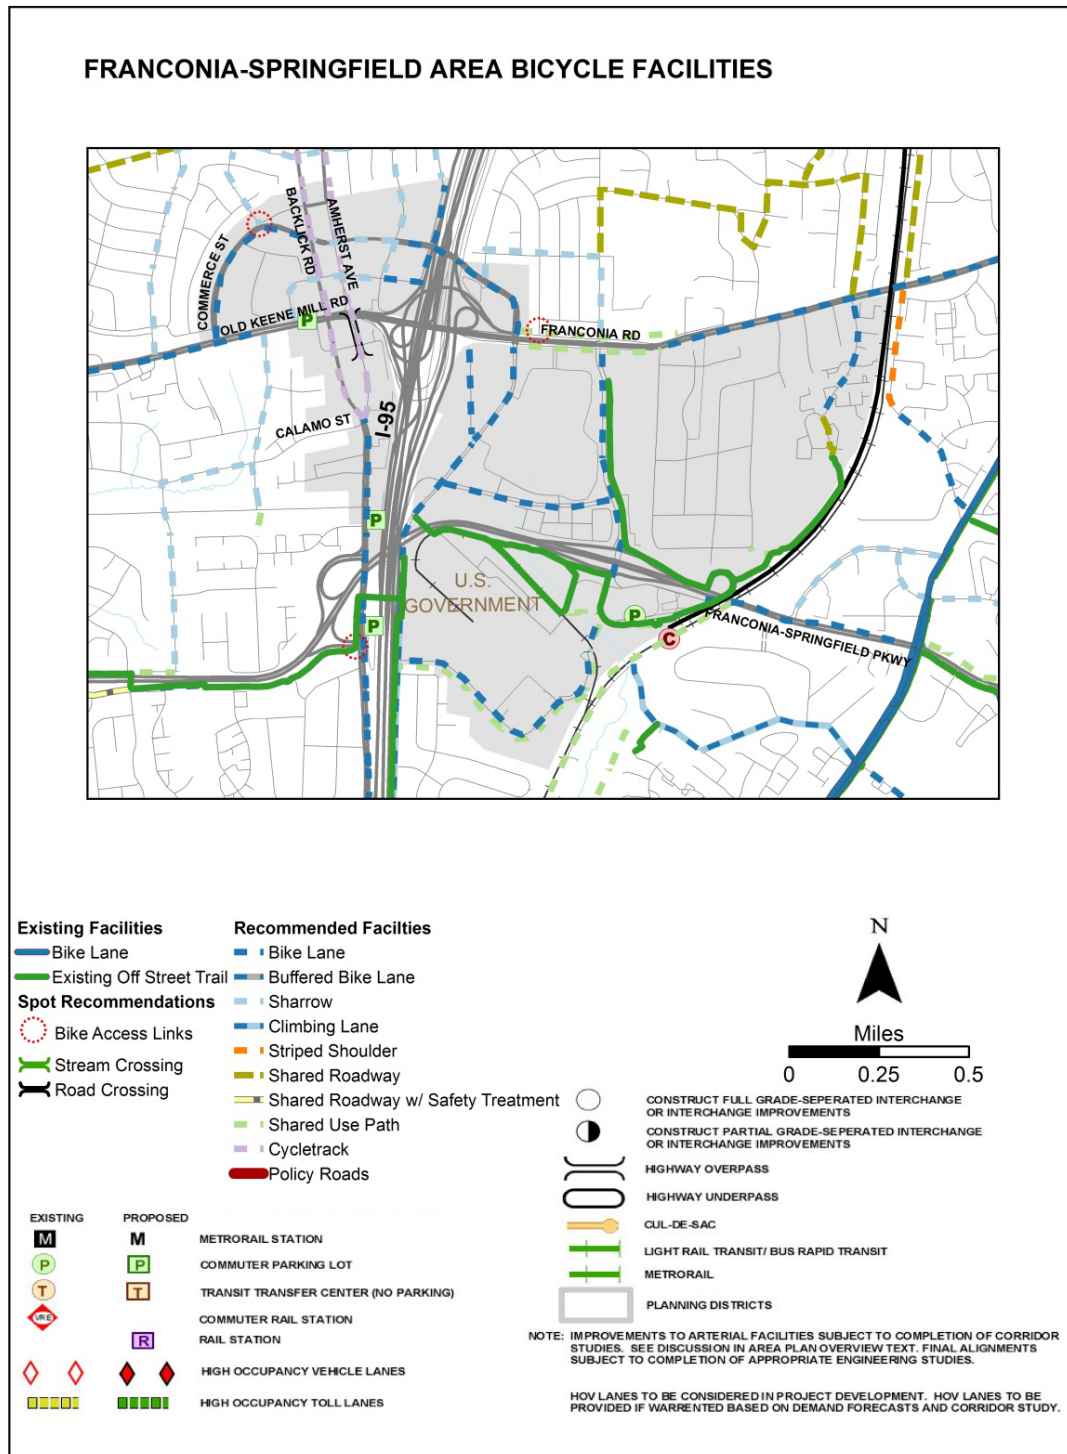 FRANCONIA-SPRINGFIELD AREA BICYCLE FACILITIES
COMMERCE ST
BACKLICK RD
AMHERST AVE
OLD KEENE MILL RD
P
FRANCONIA RD
CALAMO ST
I-95
P
U.S.
GOVERNMENT
P
P
C
FRANCONIA-SPRINGFIELD PKWY
Existing Facilities
Bike Lane
Existing Off Street Trail
Spot Recommendations
Bike Access Links
Stream Crossing
Road Crossing
Recommended Facilties
Bike Lane
Buffered Bike Lane
Sharrow
Climbing Lane
Striped Shoulder
Shared Roadway
Shared Roadway w/ Safety Treatment
Shared Use Path
Cycletrack
Policy Roads
N
Miles
0 0.25 0.5
EXISTING PROPOSED
M M METRORAIL STATION
P P COMMUTER PARKING LOT
T T TRANSIT TRANSFER CENTER (NO PARKING)
VRE COMMUTER RAIL STATION
R RAIL STATION
HIGH OCCUPANCY VEHICLE LANES
HIGH OCCUPANCY TOLL LANES
CONSTRUCT FULL GRADE-SEPERATED INTERCHANGE
OR INTERCHANGE IMPROVEMENTS
CONSTRUCT PARTIAL GRADE-SEPERATED INTERCHANGE
OR INTERCHANGE IMPROVEMENTS
HIGHWAY OVERPASS
HIGHWAY UNDERPASS
CUL-DE-SAC
LIGHT RAIL TRANSIT/ BUS RAPID TRANSIT
METRORAIL
PLANNING DISTRICTS
NOTE: IMPROVEMENTS TO ARTERIAL FACILITIES SUBJECT TO COMPLETION OF CORRIDOR
STUDIES. SEE DISCUSSION IN AREA PLAN OVERVIEW TEXT. FINAL ALIGNMENTS
SUBJECT TO COMPLETION OF APPROPRIATE ENGINEERING STUDIES.
HOV LANES TO BE CONSIDERED IN PROJECT DEVELOPMENT. HOV LANES TO BE
PROVIDED IF WARRENTED BASED ON DEMAND FORECASTS AND CORRIDOR STUDY.